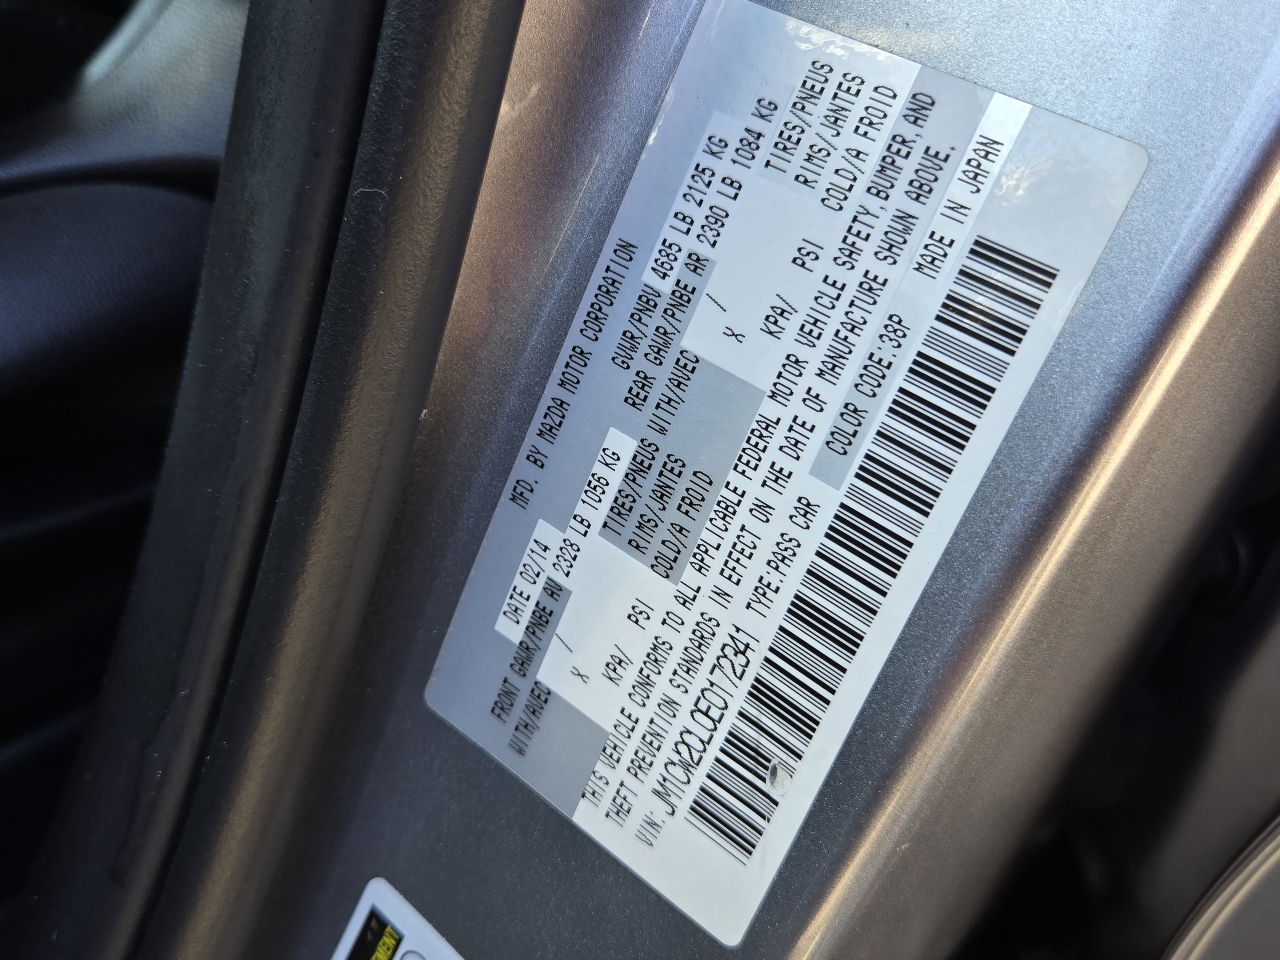 MFD. BY MAZDA MOTOR CORPORATION
DATE 02/14 GVWR/PNBV 4685 LB 2125 KG
FRONT GAWR/PNBE AV 2328 LB 1056 KG REAR GAWR/PNBE AR 2390 LB 1084 KG
WITH/AVEC TIRES/PNEUS WITH/AVEC TIRES/PNEUS
/ X RIMS/JANTES / X RIMS/JANTES
KPA/ PSI COLD/A FROID KPA/ PSI COLD/A FROID
THIS VEHICLE CONFORMS TO ALL APPLICABLE FEDERAL MOTOR VEHICLE SAFETY, BUMPER, AND
THEFT PREVENTION STANDARDS IN EFFECT ON THE DATE OF MANUFACTURE SHOWN ABOVE.
VIN: JM1CW2CL0E0172341 TYPE:PASS CAR COLOR CODE:38P MADE IN JAPAN